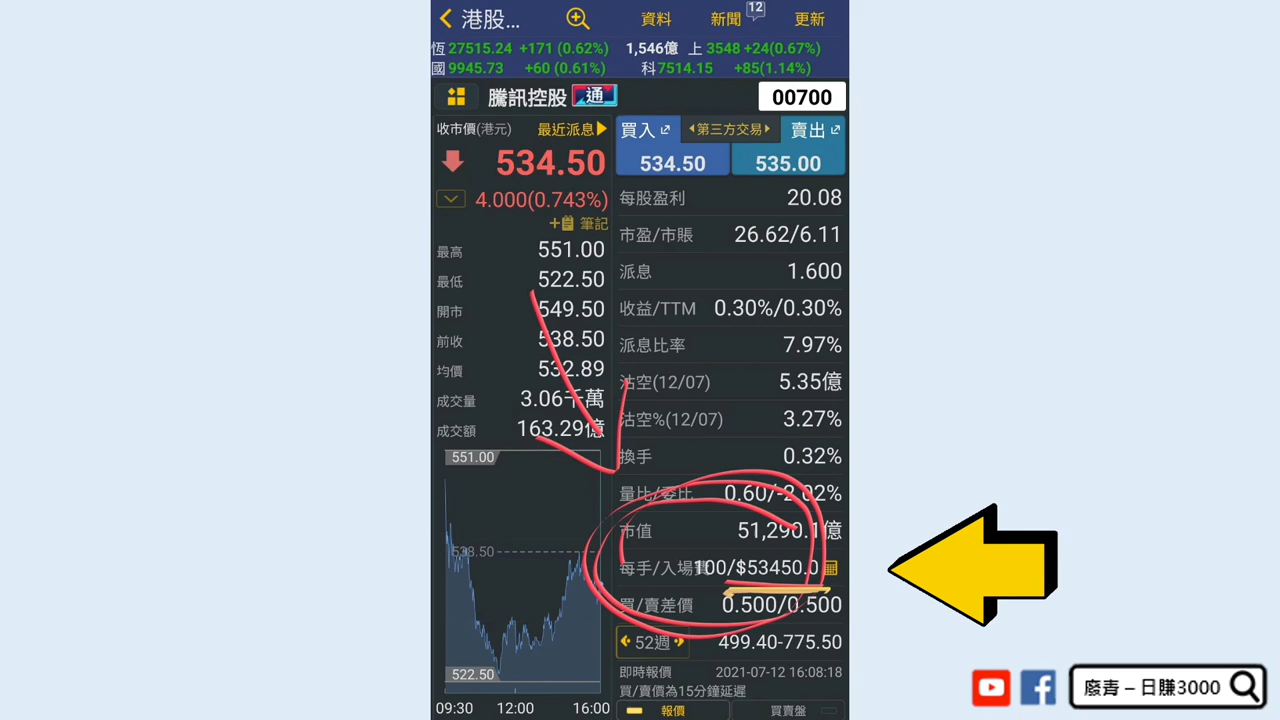 港股...
資料
新聞
12
更新
恆 27515.24 +171 (0.62%) 1,546億 上 3548 +24(0.67%)
國 9945.73 +60 (0.61%) 科7514.15 +85(1.14%)
騰訊控股 通 00700
收市價(港元) 最近派息
534.50
4.000(0.743%)
+ 筆記
最高 551.00
最低 522.50
開市 549.50
前收 538.50
均價 532.89
成交量 3.06千萬
成交額 163.29億
551.00
538.50
522.50
09:30 12:00 16:00
買入 第三方交易 賣出
534.50 535.00
每股盈利 20.08
市盈/市賬 26.62/6.11
派息 1.600
收益/TTM 0.30%/0.30%
派息比率 7.97%
沽空(12/07) 5.35億
沽空%(12/07) 3.27%
換手 0.32%
量比/委比 0.60/-2.02%
市值 51,290.1億
每手/入場費 100/$53450.0
買/賣差價 0.500/0.500
52週 499.40-775.50
即時報價 2021-07-12 16:08:18
買/賣價為15分鐘延遲
報價 買賣盤
廢青 – 日賺3000